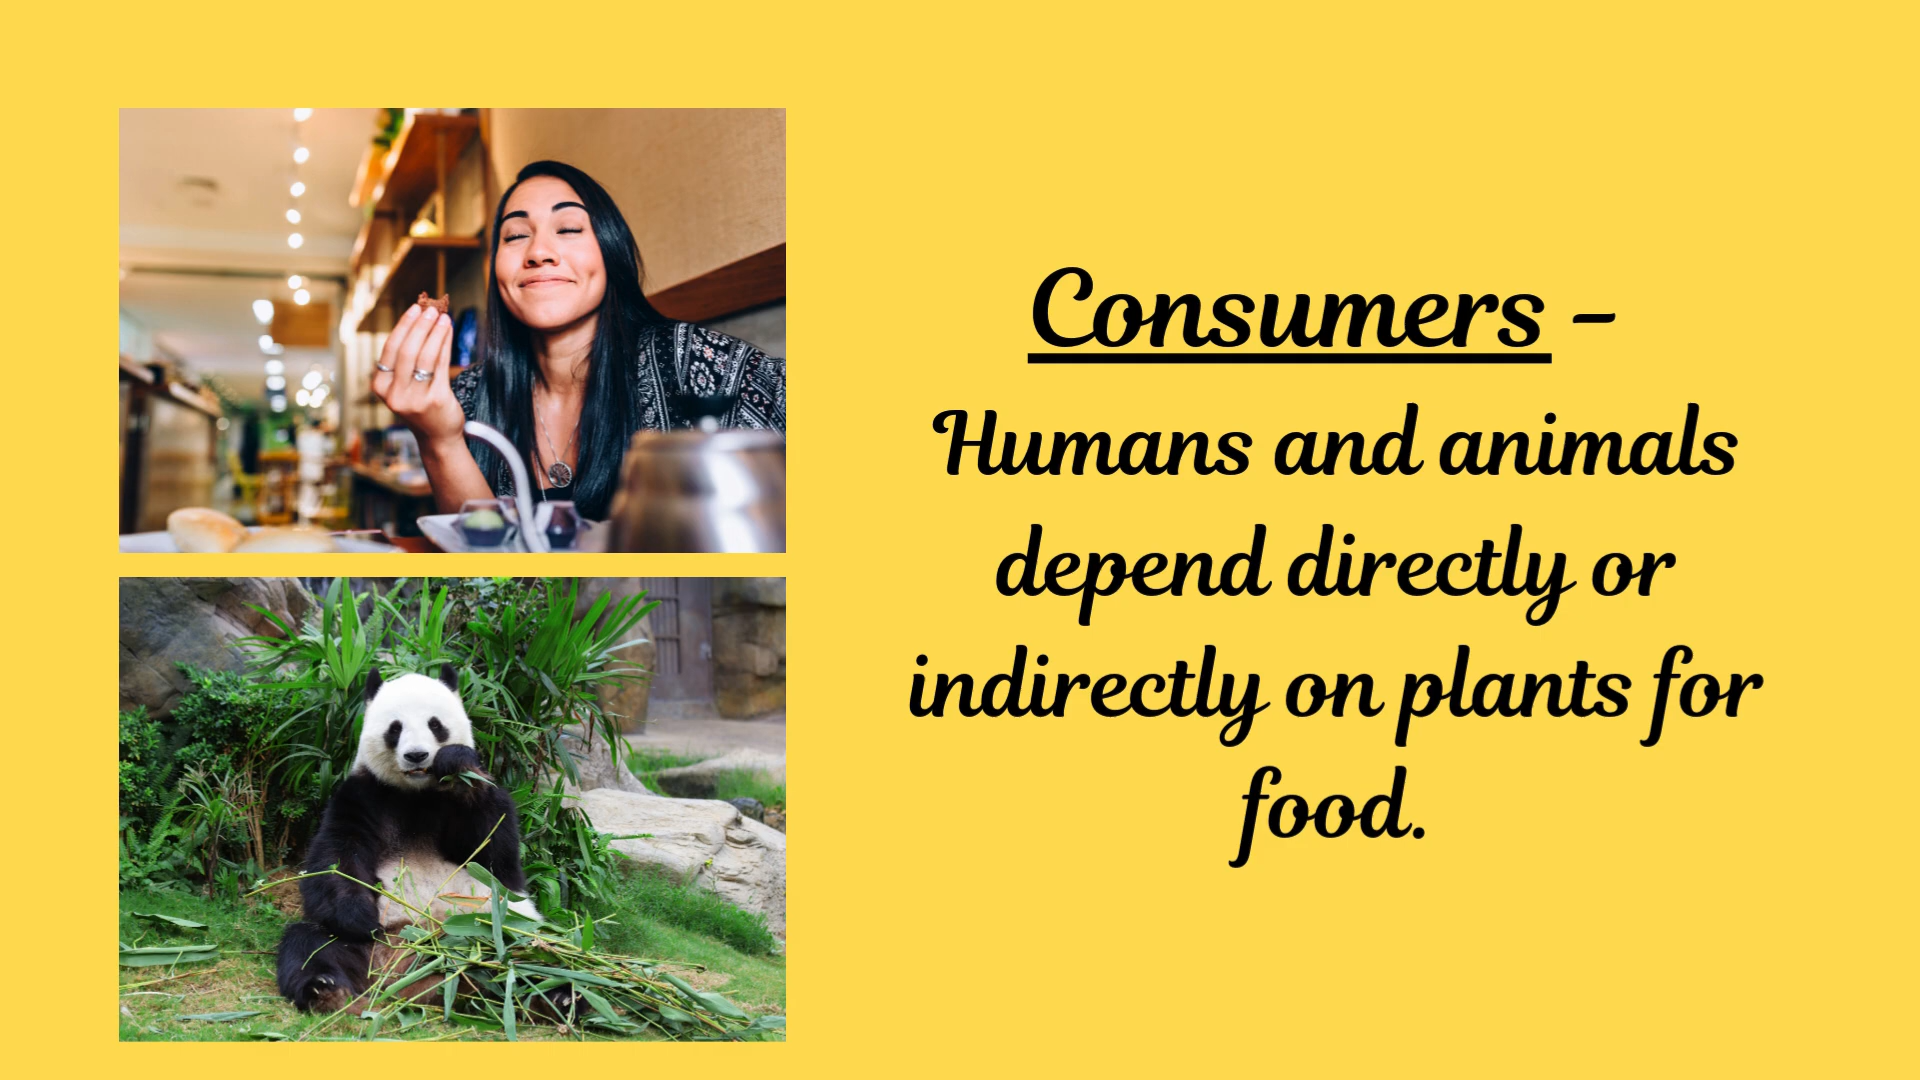 Consumers -
Humans and animals
depend directly or
indirectly on plants for
food.